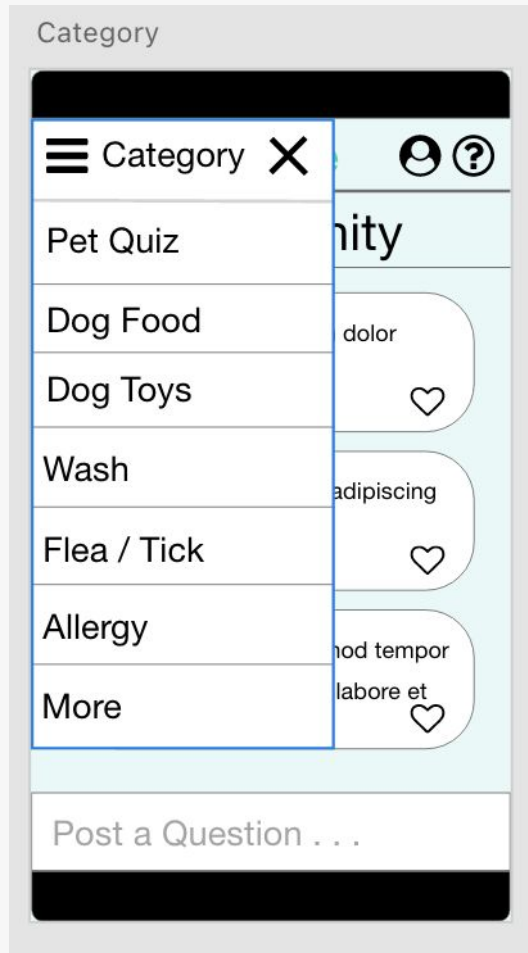 Category
Category
Pet Quiz
nity
Dog Food
dolor
Dog Toys
Wash
adipiscing
Flea / Tick
Allergy
mod tempor
labore et
More
Post a Question . . .